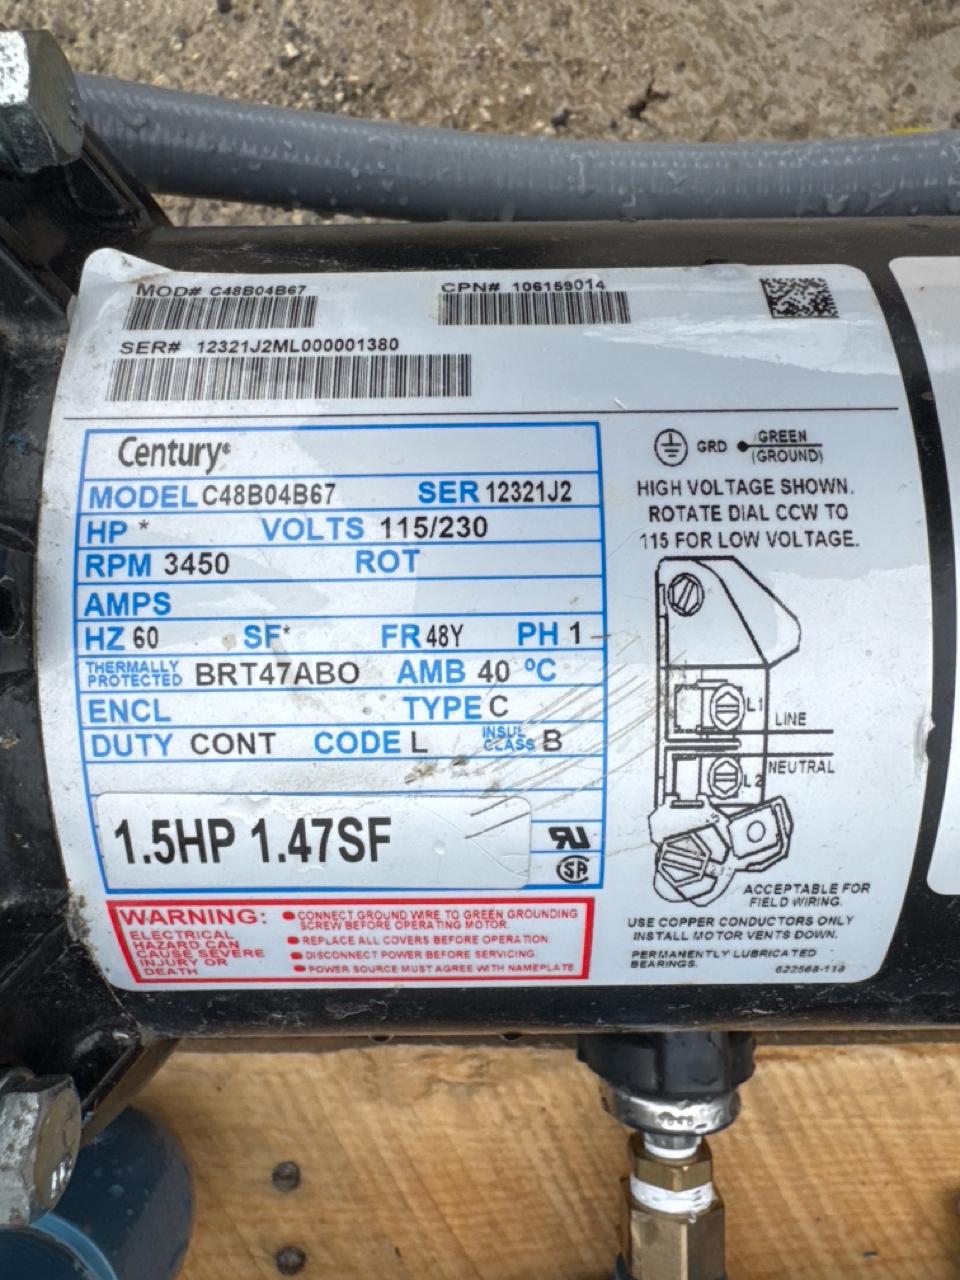 MOD# C48B04B67
CPN# 106159014
SER# 12321J2ML000001380
Century®
MODEL C48B04B67 SER 12321J2
HP * VOLTS 115/230
RPM 3450 ROT
AMPS
HZ 60 SF* FR 48Y PH 1
THERMALLY PROTECTED BRT47ABO AMB 40 °C
ENCL TYPE C
DUTY CONT CODE L INSUL CLASS B
1.5HP 1.47SF
WARNING:
ELECTRICAL
HAZARD CAN
CAUSE SEVERE
INJURY OR
DEATH
● CONNECT GROUND WIRE TO GREEN GROUNDING
SCREW BEFORE OPERATING MOTOR.
● REPLACE ALL COVERS BEFORE OPERATION
● DISCONNECT POWER BEFORE SERVICING
● POWER SOURCE MUST AGREE WITH NAMEPLATE
GRD GREEN
(GROUND)
HIGH VOLTAGE SHOWN.
ROTATE DIAL CCW TO
115 FOR LOW VOLTAGE.
L1
LINE
NEUTRAL
L2
ACCEPTABLE FOR
FIELD WIRING.
USE COPPER CONDUCTORS ONLY
INSTALL MOTOR VENTS DOWN.
PERMANENTLY LUBRICATED
BEARINGS.
622568-118